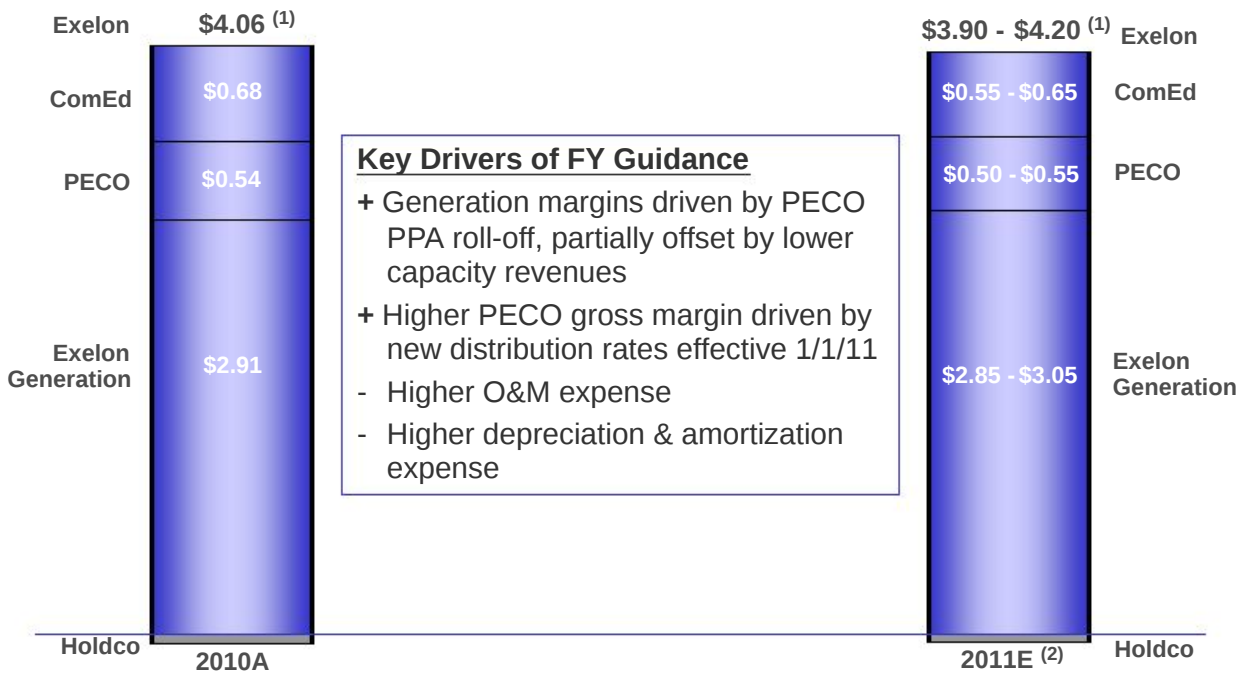 Exelon
$4.06 (1)
ComEd
$0.68
PECO
$0.54
Exelon
Generation
$2.91
Holdco
2010A
Key Drivers of FY Guidance
+ Generation margins driven by PECO
PPA roll-off, partially offset by lower
capacity revenues
+ Higher PECO gross margin driven by
new distribution rates effective 1/1/11
- Higher O&M expense
- Higher depreciation & amortization
expense
$3.90 - $4.20 (1)
Exelon
$0.55 - $0.65
ComEd
$0.50 - $0.55
PECO
$2.85 - $3.05
Exelon
Generation
Holdco
2011E (2)